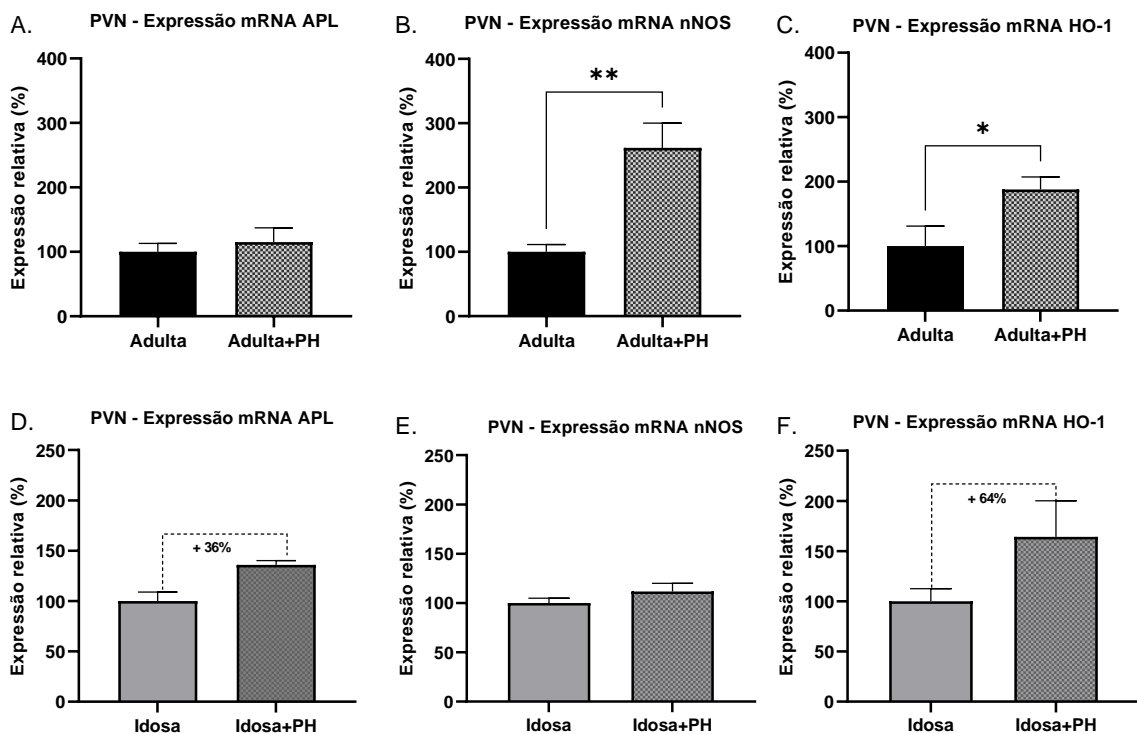 A.
PVN - Expressão mRNA APL
Expressão relativa (%)
400
300
200
100
0
Adulta
Adulta+PH
B.
PVN - Expressão mRNA nNOS
Expressão relativa (%)
400
300
200
100
0
**
Adulta
Adulta+PH
C.
PVN - Expressão mRNA HO-1
Expressão relativa (%)
400
300
200
100
0
*
Adulta
Adulta+PH
D.
PVN - Expressão mRNA APL
Expressão relativa (%)
250
200
150
100
50
0
+ 36%
Idosa
Idosa+PH
E.
PVN - Expressão mRNA nNOS
Expressão relativa (%)
250
200
150
100
50
0
Idosa
Idosa+PH
F.
PVN - Expressão mRNA HO-1
Expressão relativa (%)
250
200
150
100
50
0
+ 64%
Idosa
Idosa+PH